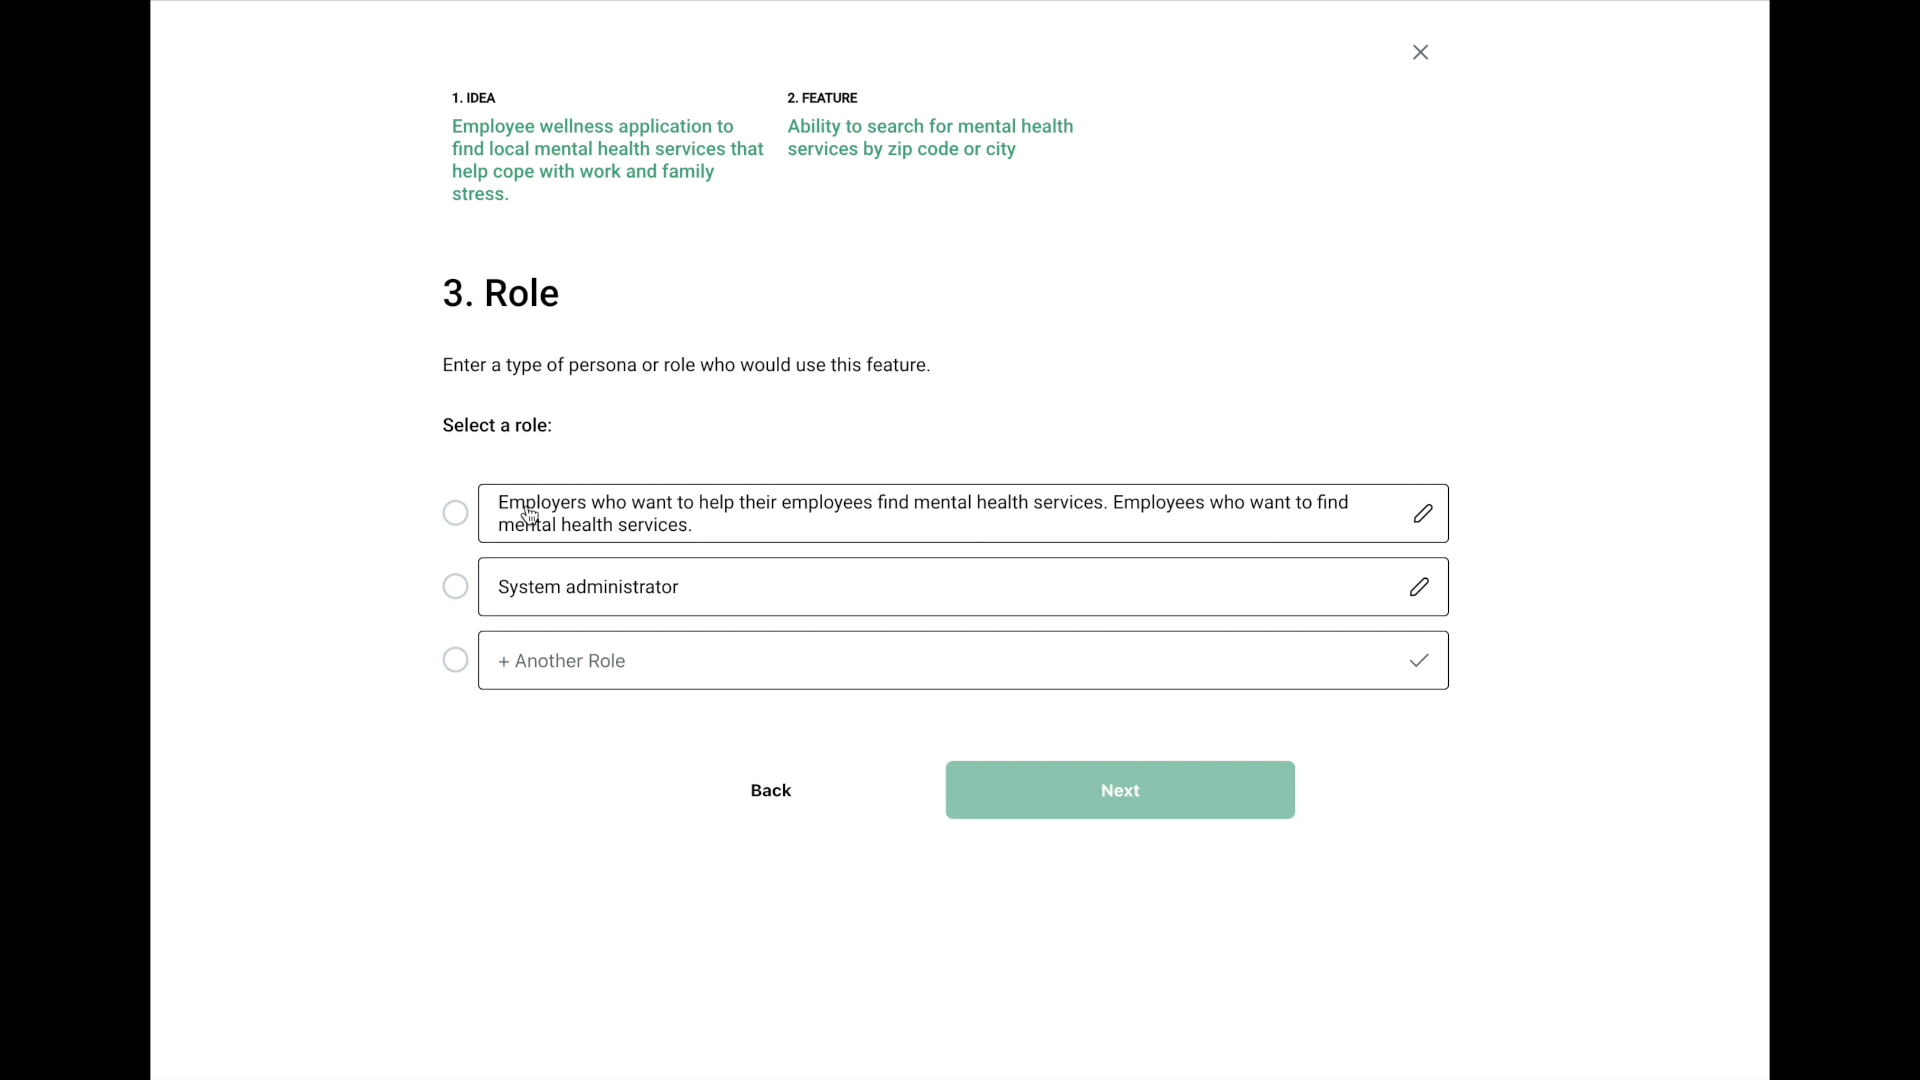 1. IDEA
Employee wellness application to
find local mental health services that
help cope with work and family
stress.
2. FEATURE
Ability to search for mental health
services by zip code or city
3. Role
Enter a type of persona or role who would use this feature.
Select a role:
Employers who want to help their employees find mental health services. Employees who want to find
mental health services.
System administrator
+ Another Role
Back
Next